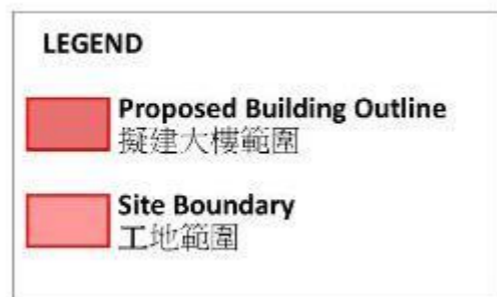 LEGEND
Proposed Building Outline
擬建大樓範圍
Site Boundary
工地範圍